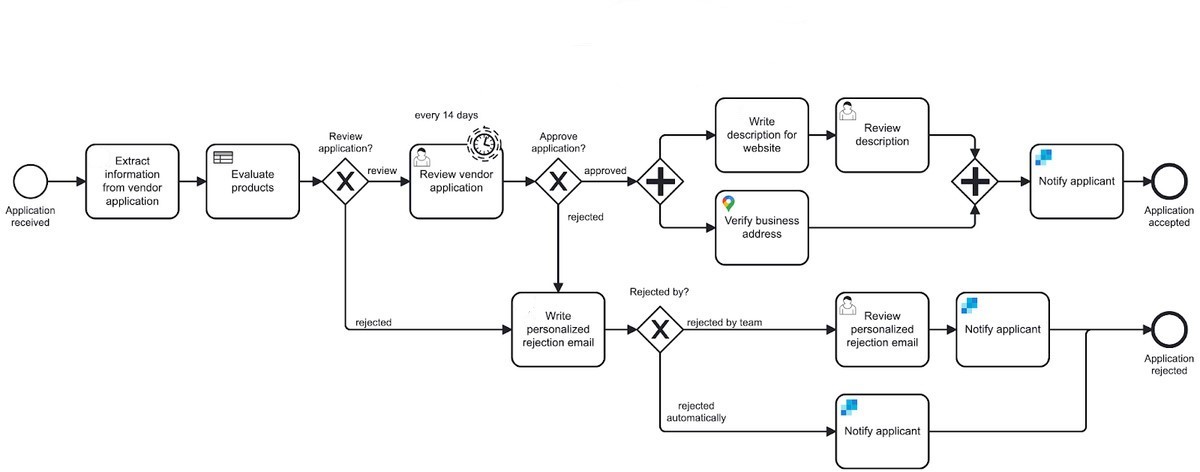 Application
received
Extract
information
from vendor
application
Evaluate
products
Review
application?
review
rejected
every 14 days
Review vendor
application
Approve
application?
approved
rejected
Write
description for
website
Review
description
Verify business
address
Notify applicant
Application
accepted
Write
personalized
rejection email
Rejected by?
rejected by team
rejected
automatically
Review
personalized
rejection email
Notify applicant
Notify applicant
Application
rejected